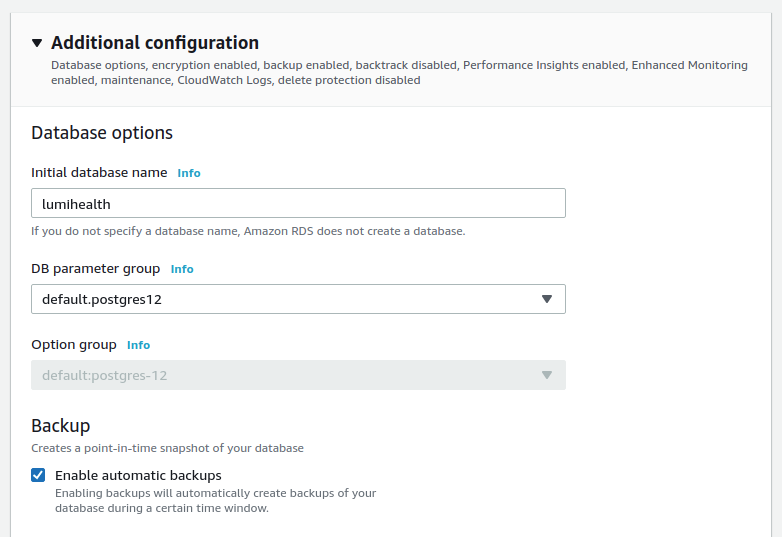 Additional configuration
Database options, encryption enabled, backup enabled, backtrack disabled, Performance Insights enabled, Enhanced Monitoring
enabled, maintenance, CloudWatch Logs, delete protection disabled
Database options
Initial database name Info
lumihealth
If you do not specify a database name, Amazon RDS does not create a database.
DB parameter group Info
default.postgres12
Option group Info
default:postgres-12
Backup
Creates a point-in-time snapshot of your database
Enable automatic backups
Enabling backups will automatically create backups of your
database during a certain time window.